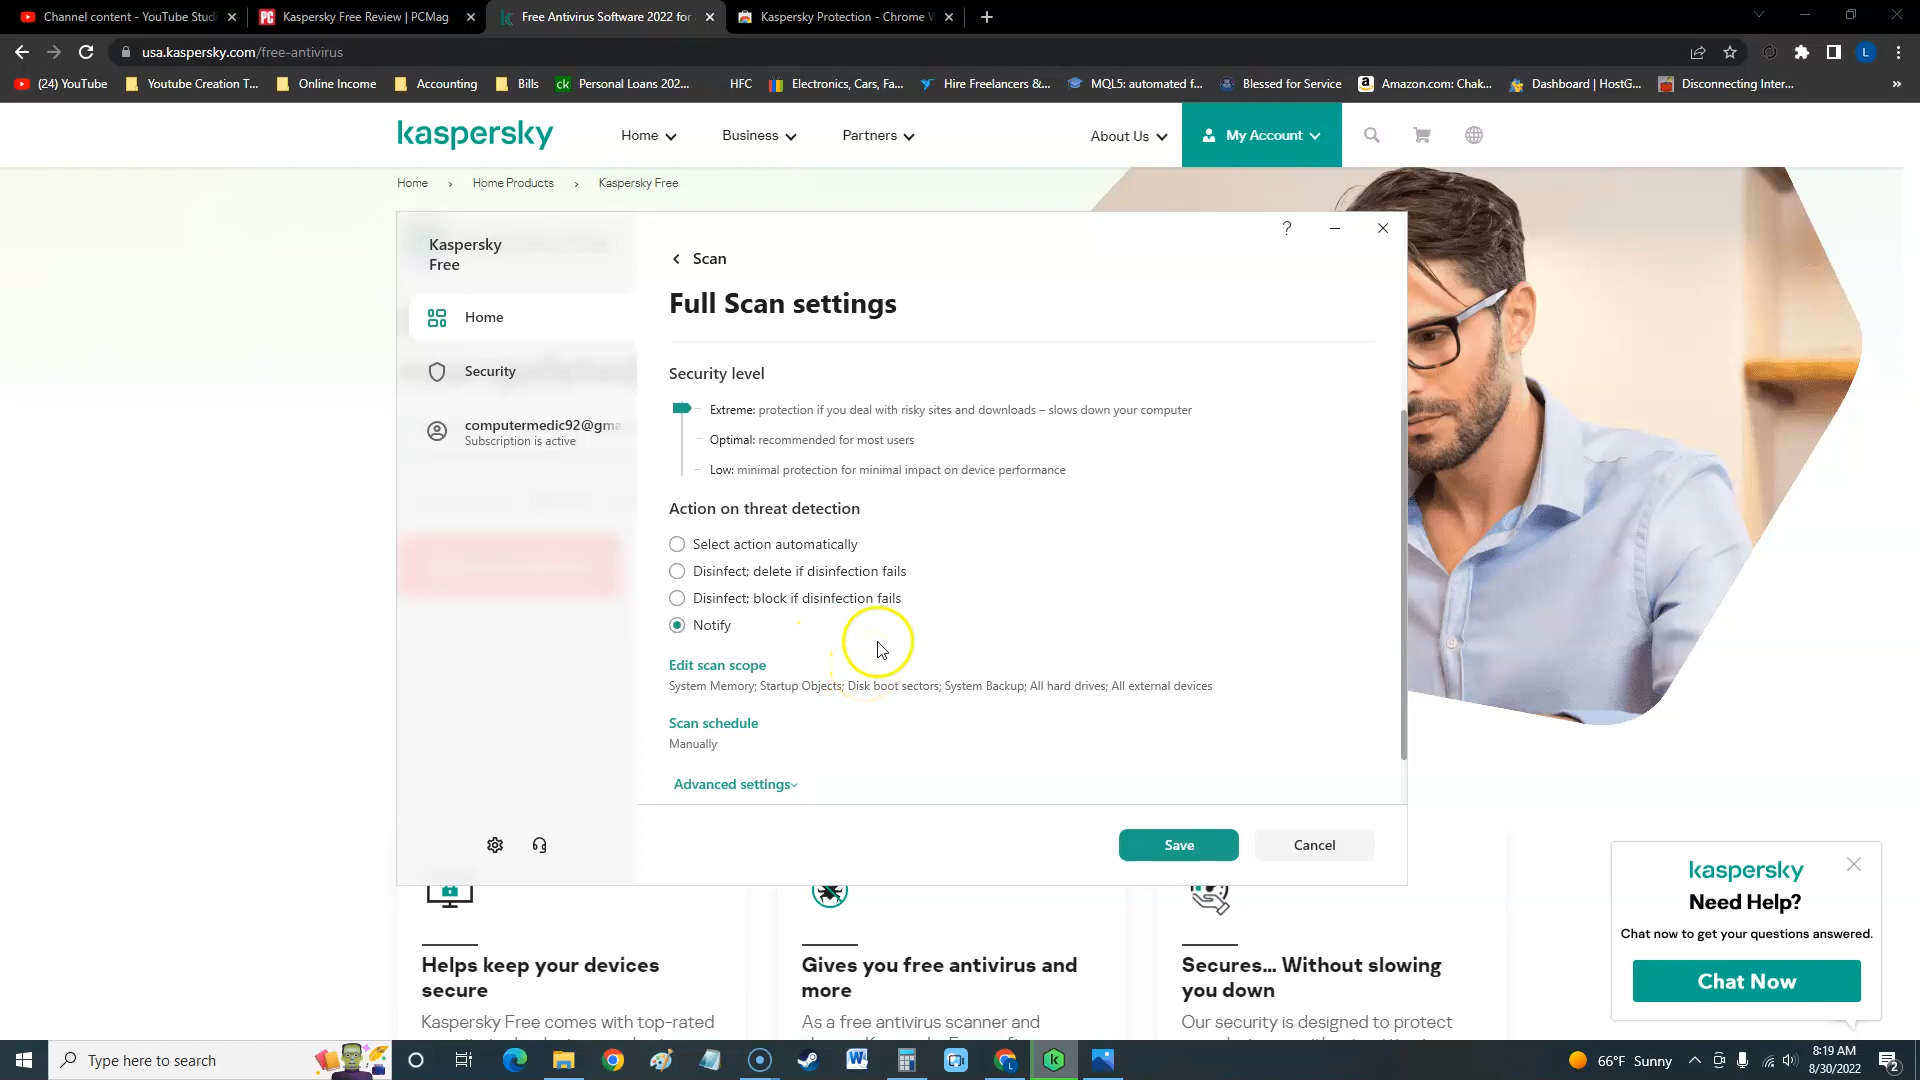 Channel content - YouTube Stud
Kaspersky Free Review | PCMag
Free Antivirus Software 2022 for
Kaspersky Protection - Chrome W
usa.kaspersky.com/free-antivirus
L
(24) YouTube
Youtube Creation T...
Online Income
Accounting
Bills
Personal Loans 202...
HFC
Electronics, Cars, Fa...
Hire Freelancers &...
MQL5: automated f...
Blessed for Service
Amazon.com: Chak...
Dashboard | HostG...
Disconnecting Inter...
kaspersky
Home
Business
Partners
About Us
My Account
Home › Home Products › Kaspersky Free
Kaspersky
Free
Home
Security
computermedic92@gma
Subscription is active
Scan
Full Scan settings
Security level
Extreme: protection if you deal with risky sites and downloads – slows down your computer
Optimal: recommended for most users
Low: minimal protection for minimal impact on device performance
Action on threat detection
Select action automatically
Disinfect; delete if disinfection fails
Disinfect; block if disinfection fails
Notify
Edit scan scope
System Memory; Startup Objects; Disk boot sectors; System Backup; All hard drives; All external devices
Scan schedule
Manually
Advanced settings
Save
Cancel
Helps keep your devices
secure
Kaspersky Free comes with top-rated
Gives you free antivirus and
more
As a free antivirus scanner and
Secures... Without slowing
you down
Our security is designed to protect
kaspersky
Need Help?
Chat now to get your questions answered.
Chat Now
Type here to search
66°F Sunny
8:19 AM
8/30/2022
2